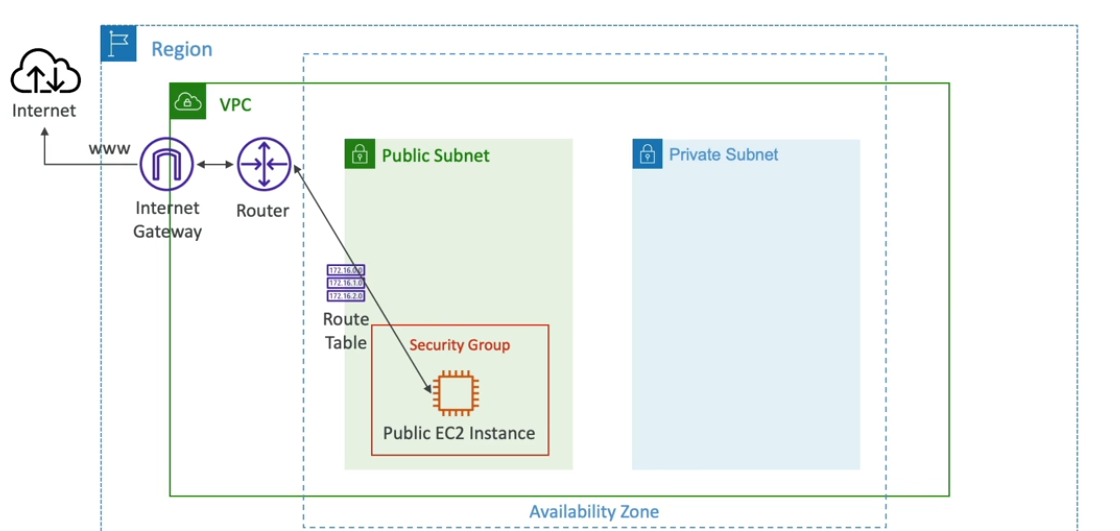 Region
Internet
VPC
www
Public Subnet
Private Subnet
Internet
Gateway
Router
172.16.0.0
172.16.1.0
172.16.2.0
Route
Table
Security Group
Public EC2 Instance
Availability Zone